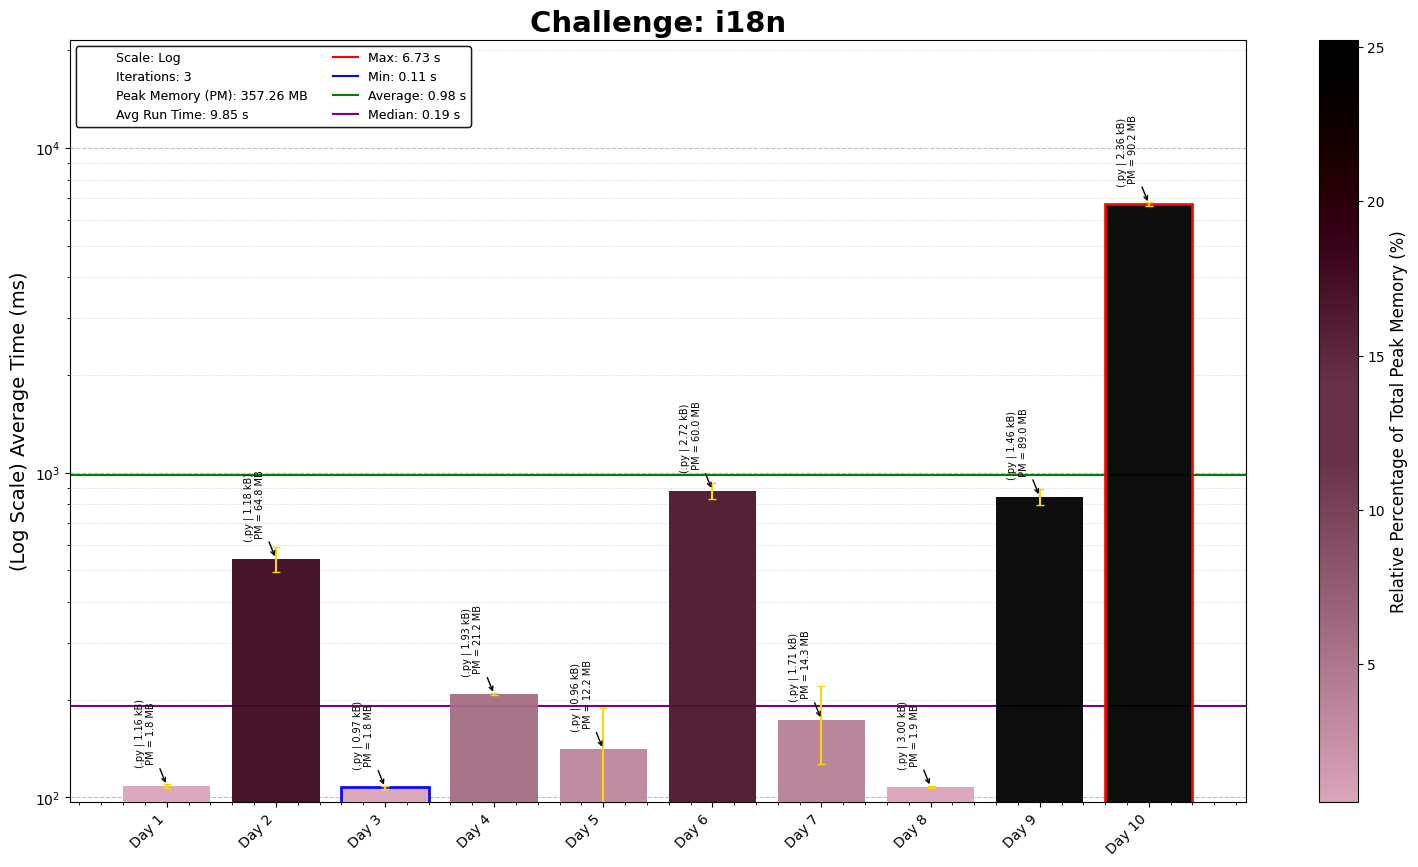 Challenge: i18n
Scale: Log
Iterations: 3
Peak Memory (PM): 357.26 MB
Avg Run Time: 9.85 s
Max: 6.73 s
Min: 0.11 s
Average: 0.98 s
Median: 0.19 s
(Log Scale) Average Time (ms)
10⁴
10³
10²
(.py | 1.16 kB)
PM = 1.8 MB
(.py | 1.18 kB)
PM = 64.8 MB
(.py | 0.97 kB)
PM = 1.8 MB
(.py | 1.93 kB)
PM = 21.2 MB
(.py | 0.96 kB)
PM = 12.2 MB
(.py | 2.72 kB)
PM = 60.0 MB
(.py | 1.71 kB)
PM = 14.3 MB
(.py | 3.00 kB)
PM = 1.9 MB
(.py | 1.46 kB)
PM = 89.0 MB
(.py | 2.36 kB)
PM = 90.2 MB
Day 1
Day 2
Day 3
Day 4
Day 5
Day 6
Day 7
Day 8
Day 9
Day 10
25
20
15
10
5
Relative Percentage of Total Peak Memory (%)